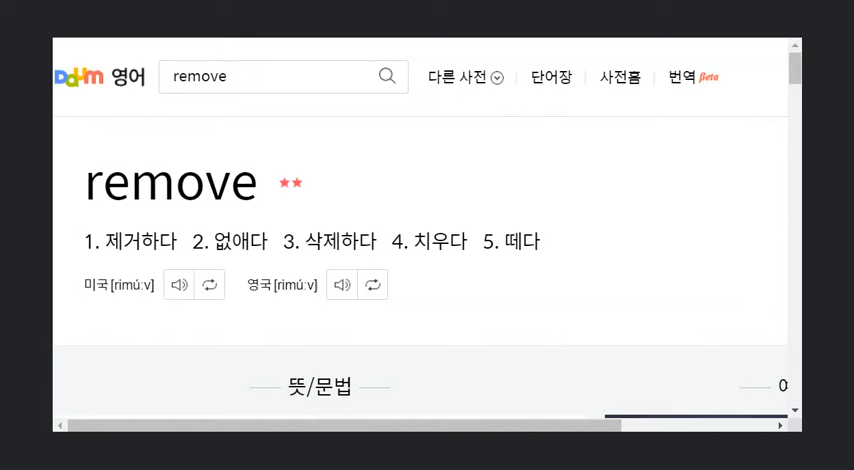 Daum 영어 remove 다른 사전 단어장 사전홈 번역 Beta
remove
1. 제거하다 2. 없애다 3. 삭제하다 4. 치우다 5. 떼다
미국 [rimúːv] 영국 [rimúːv]
뜻/문법